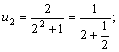 u₂ = 2/(2² + 1) = 1/(2 + 1/2);